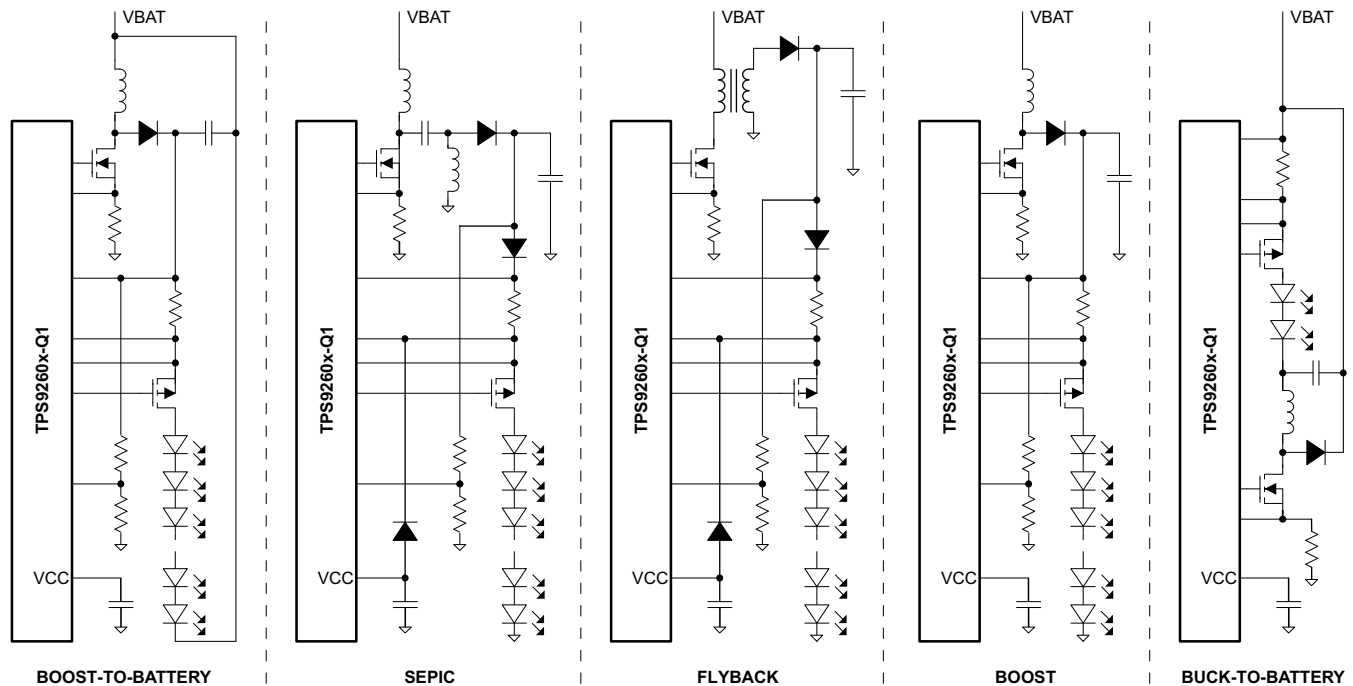 VBAT
VBAT
VBAT
VBAT
VBAT
TPS9260x-Q1
TPS9260x-Q1
TPS9260x-Q1
TPS9260x-Q1
TPS9260x-Q1
VCC
VCC
VCC
VCC
VCC
BOOST-TO-BATTERY
SEPIC
FLYBACK
BOOST
BUCK-TO-BATTERY